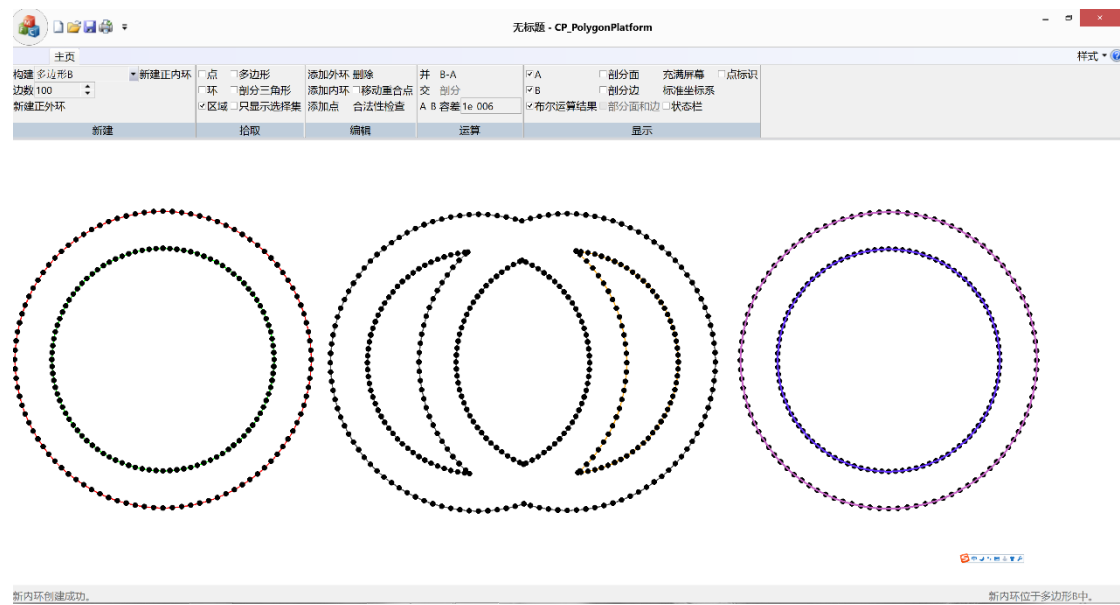 无标题 - CP_PolygonPlatform
主页
样式
构建 多边形B 新建正内环 点 多边形 添加外环 删除 并 B-A A 剖分面 充满屏幕 点标识
边数 100 环 剖分三角形 添加内环 移动重合点 交 剖分 B 剖分边 标准坐标系
新建正外环 区域 只显示选择集 添加点 合法性检查 A B 容差 1e 006 布尔运算结果 部分面和边 状态栏
新建 拾取 编辑 运算 显示
新内环创建成功。 新内环位于多边形B中。